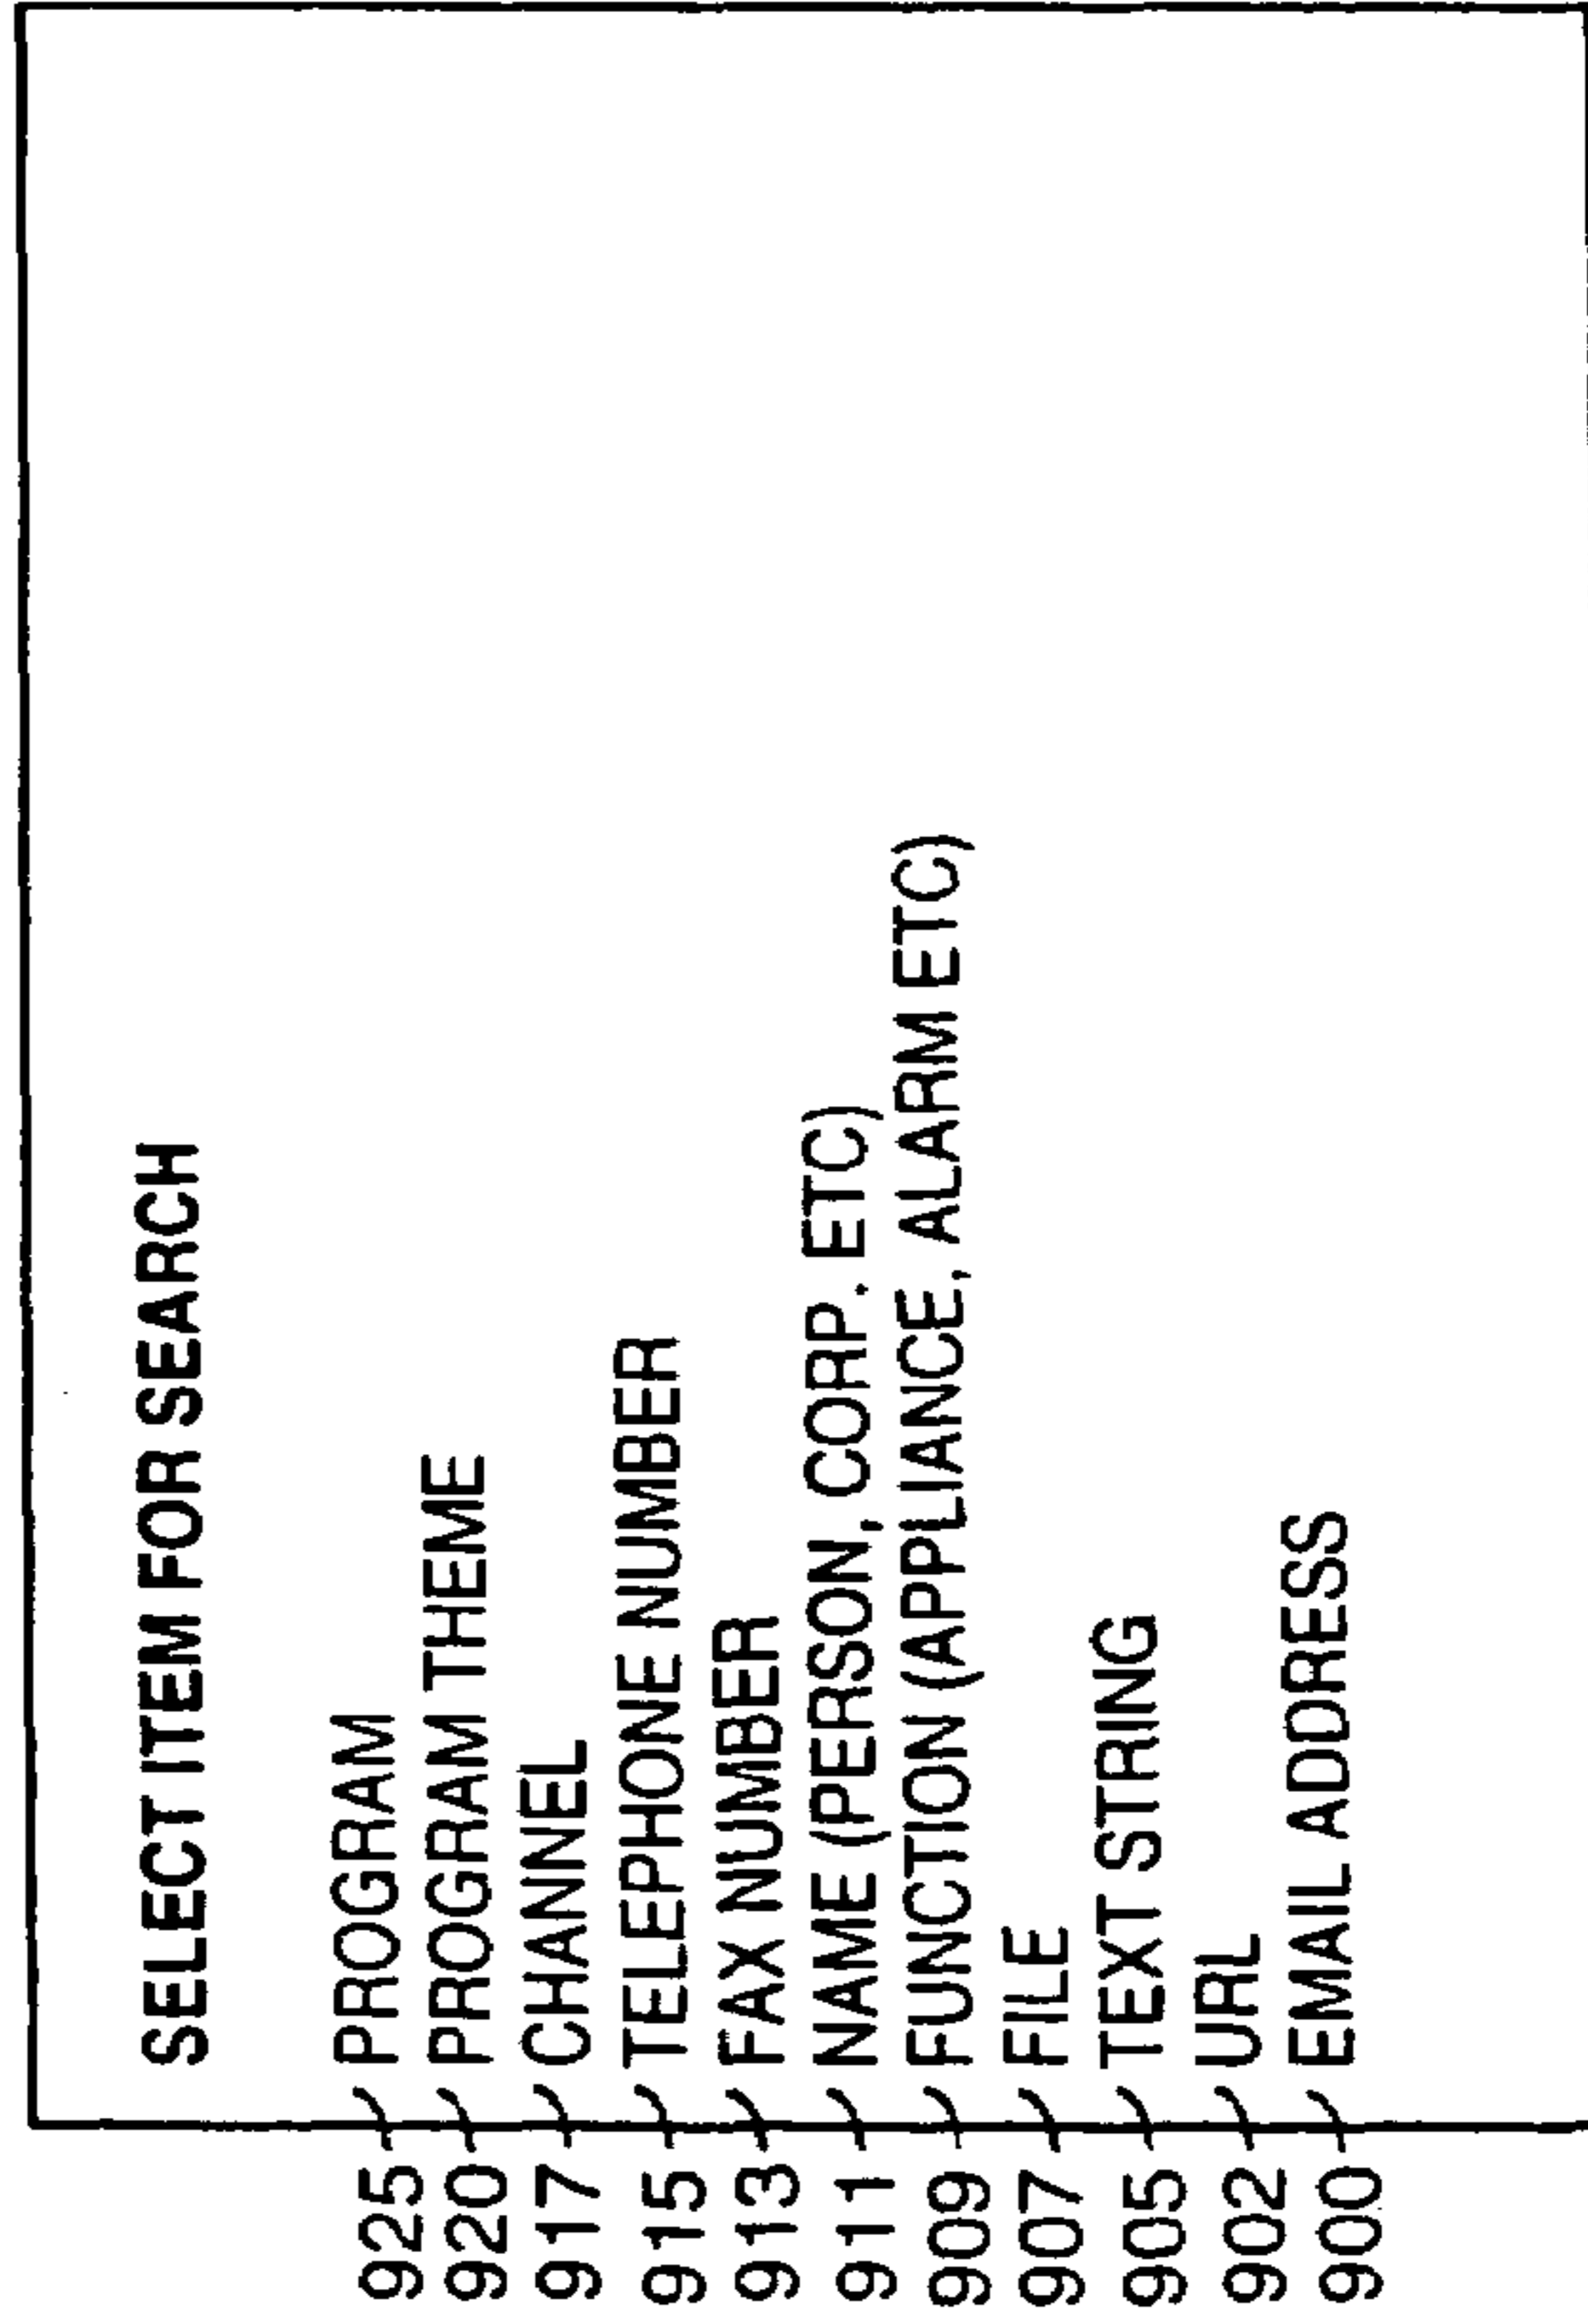 SELECT ITEM FOR SEARCH
925 PROGRAM
920 PROGRAM THEME
917 CHANNEL
915 TELEPHONE NUMBER
913 FAX NUMBER
911 NAME (PERSON, CORP. ETC)
909 FUNCTION (APPLIANCE, ALARM ETC)
907 FILE
905 TEXT STRING
902 URL
900 EMAIL ADDRESS